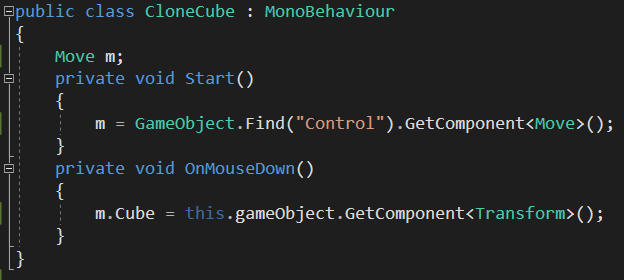 public class CloneCube : MonoBehaviour
{
Move m;
private void Start()
{
m = GameObject.Find("Control").GetComponent<Move>();
}
private void OnMouseDown()
{
m.Cube = this.gameObject.GetComponent<Transform>();
}
}